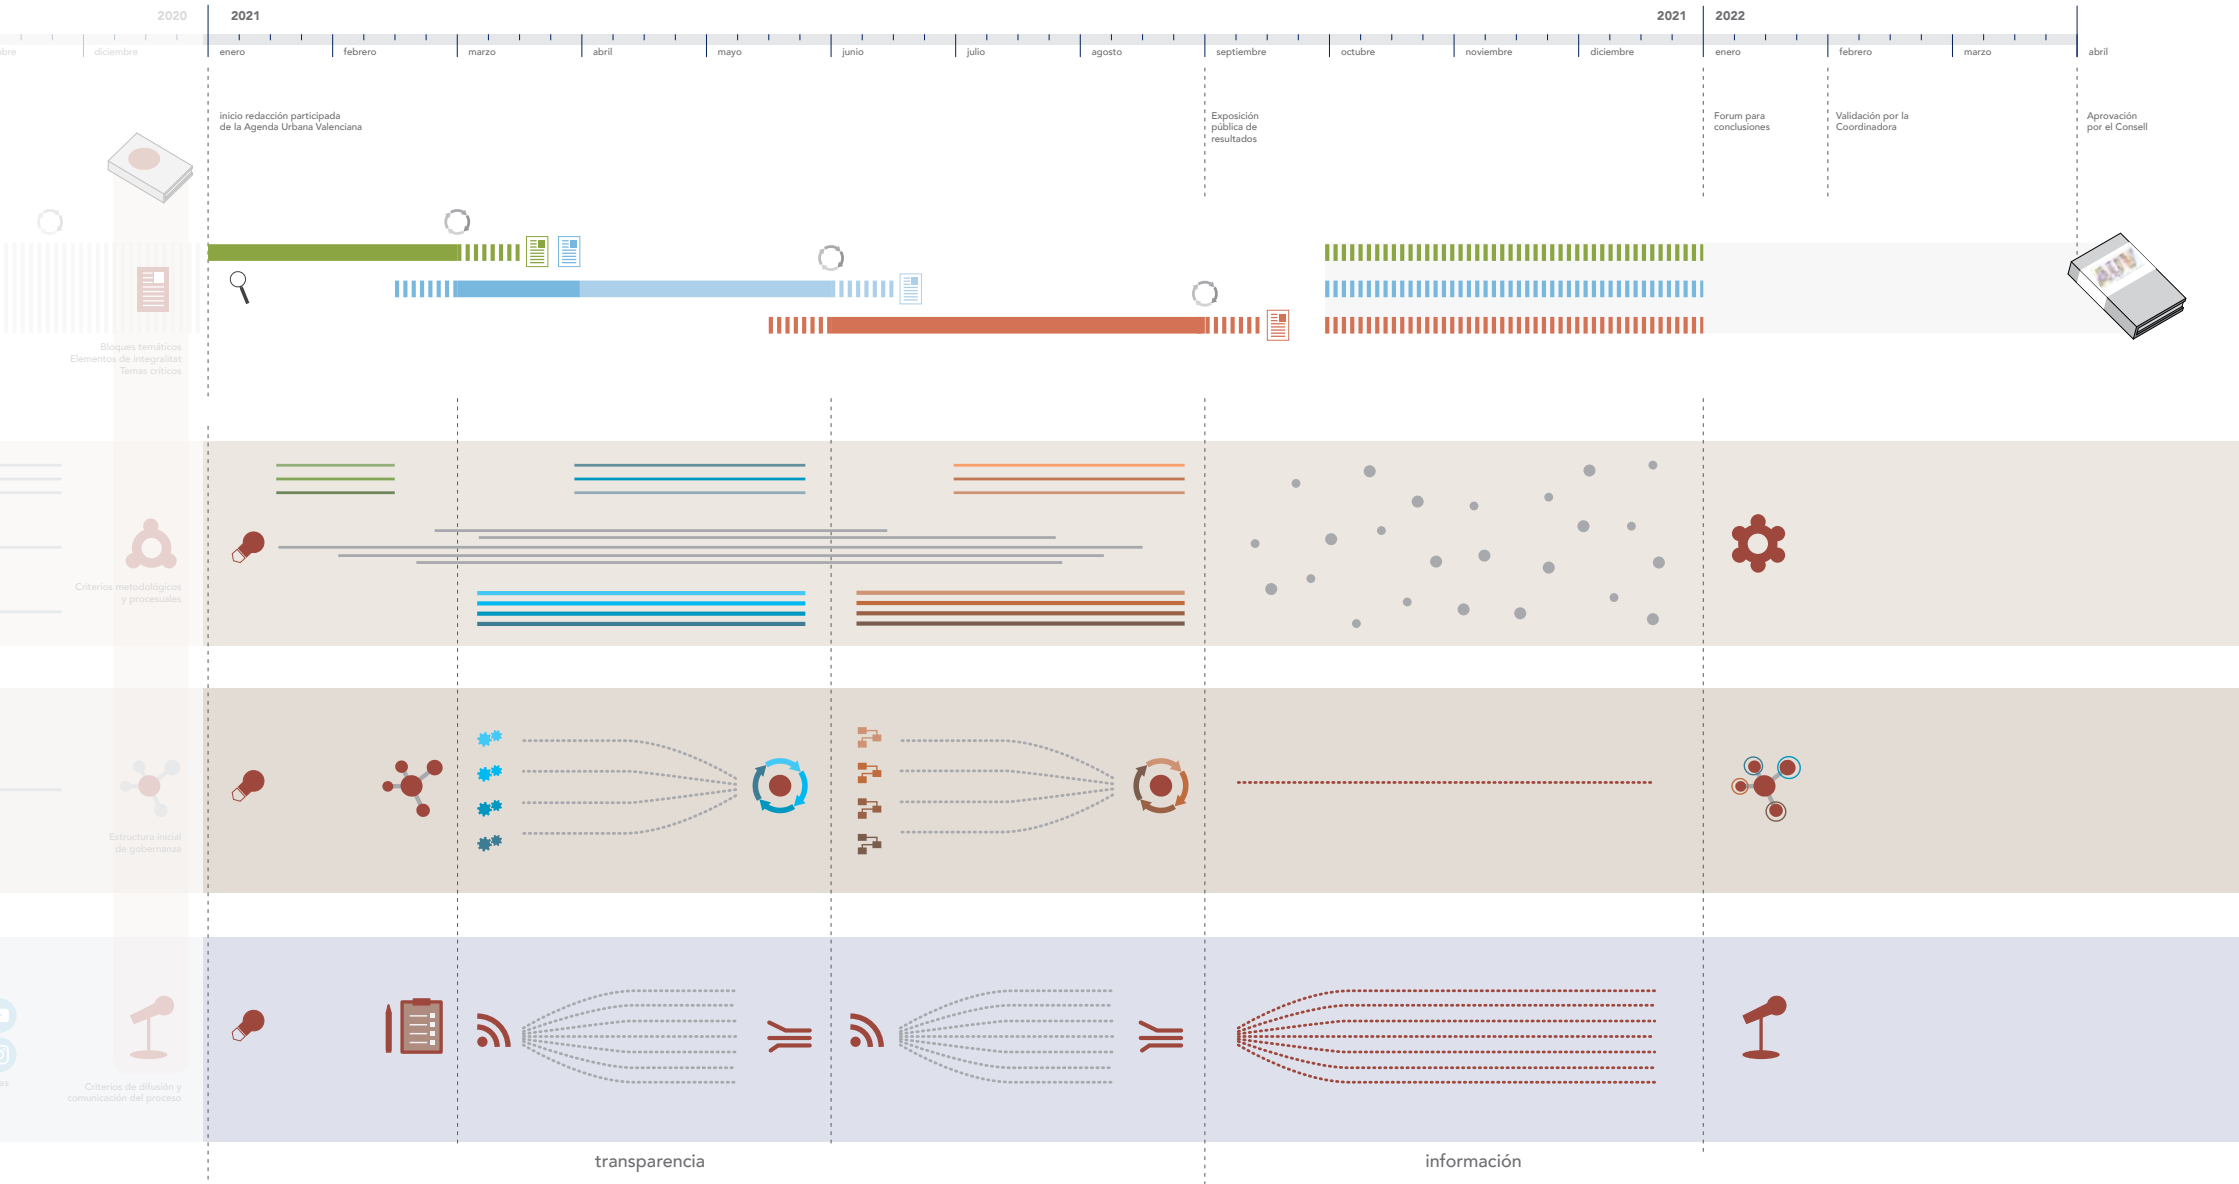 2020
2021
2021
2022
bre
diciembre
enero
febrero
marzo
abril
mayo
junio
julio
agosto
septiembre
octubre
noviembre
diciembre
enero
febrero
marzo
abril
inicio redacción participada
de la Agenda Urbana Valenciana
Exposición
pública de
resultados
Forum para
conclusiones
Validación por la
Coordinadora
Aprovación
por el Consell
AUV
Bloques temáticos
Elementos de integralitat
Temas críticos
Criterios metodológicos
y procesuales
Estructura inicial
de gobernanza
as
Criterios de difusión y
comunicación del proceso
transparencia
información